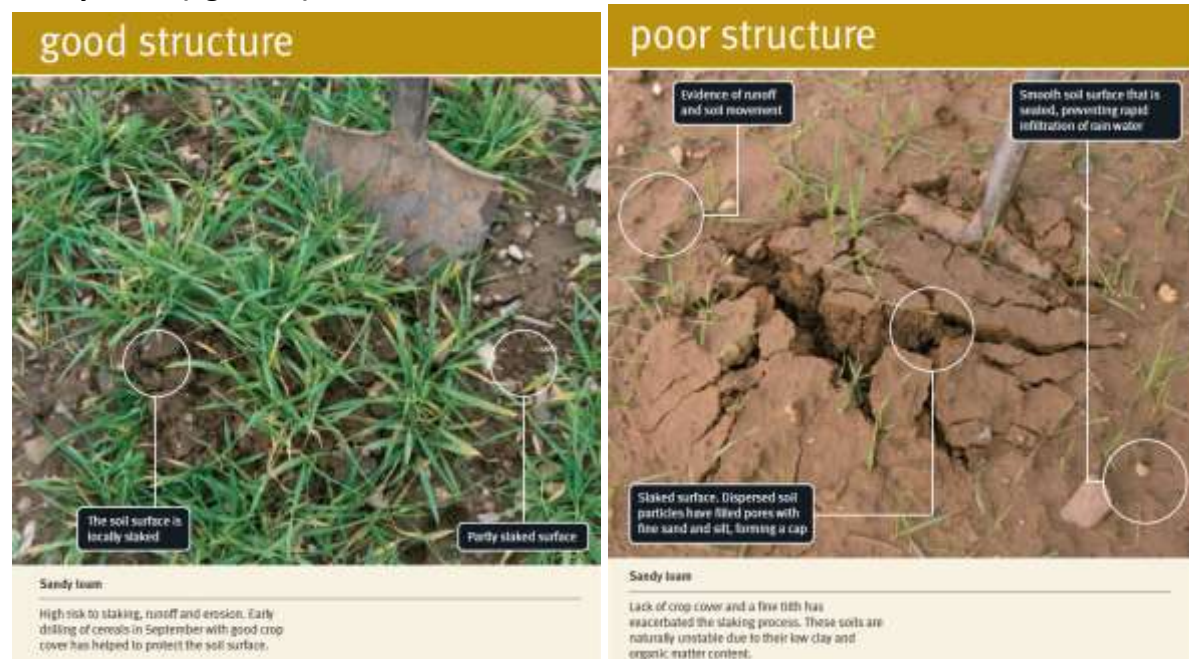 good structure
The soil surface is
locally slaked
Partly slaked surface
Sandy loam
High risk to slaking, runoff and erosion. Early
drilling of cereals in September with good crop
cover has helped to protect the soil surface.
poor structure
Evidence of runoff
and soil movement
Smooth soil surface that is
sealed, preventing rapid
infiltration of rain water
Slaked surface. Dispersed soil
particles have filled pores with
fine sand and silt, forming a cap
Sandy loam
Lack of crop cover and a fine tilth has
exacerbated the slaking process. These soils are
naturally unstable due to their low clay and
organic matter content.